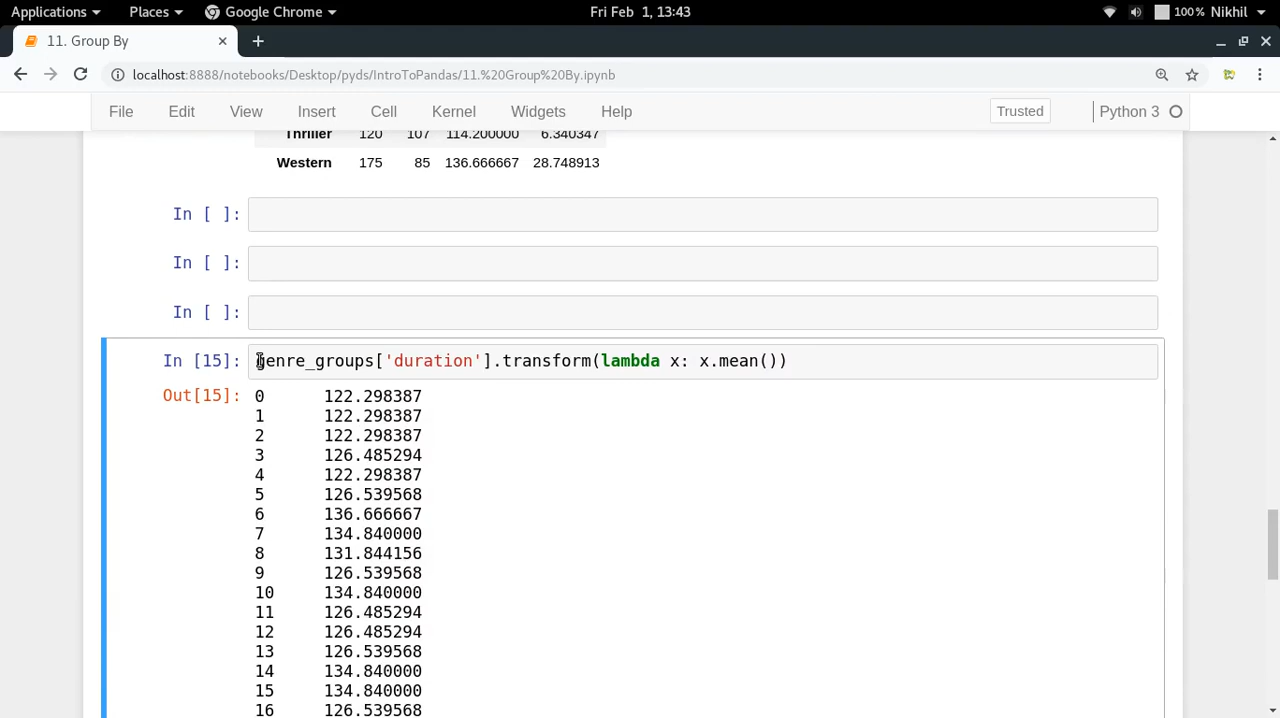 Applications Places Google Chrome Fri Feb 1, 13:43 100% Nikhil
11. Group By
localhost:8888/notebooks/Desktop/pyds/IntroToPandas/11.%20Group%20By.ipynb
File Edit View Insert Cell Kernel Widgets Help Trusted Python 3
Thriller 120 107 114.200000 6.340347
Western 175 85 136.666667 28.748913
In [ ]:
In [ ]:
In [ ]:
In [15]: genre_groups['duration'].transform(lambda x: x.mean())
Out[15]: 0 122.298387
1 122.298387
2 122.298387
3 126.485294
4 122.298387
5 126.539568
6 136.666667
7 134.840000
8 131.844156
9 126.539568
10 134.840000
11 126.485294
12 126.485294
13 126.539568
14 134.840000
15 134.840000
16 126.539568